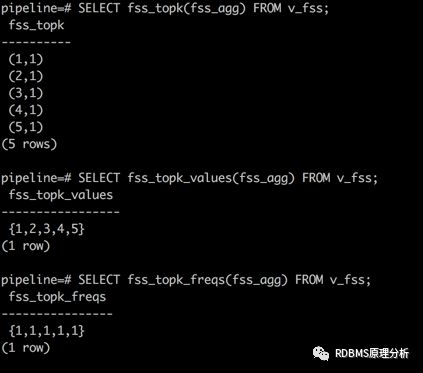 pipeline=# SELECT fss_topk(fss_agg) FROM v_fss;
 fss_topk
----------
 (1,1)
 (2,1)
 (3,1)
 (4,1)
 (5,1)
(5 rows)

pipeline=# SELECT fss_topk_values(fss_agg) FROM v_fss;
 fss_topk_values
-----------------
 {1,2,3,4,5}
(1 row)

pipeline=# SELECT fss_topk_freqs(fss_agg) FROM v_fss;
 fss_topk_freqs
----------------
 {1,1,1,1,1}
(1 row)
RDBMS原理分析